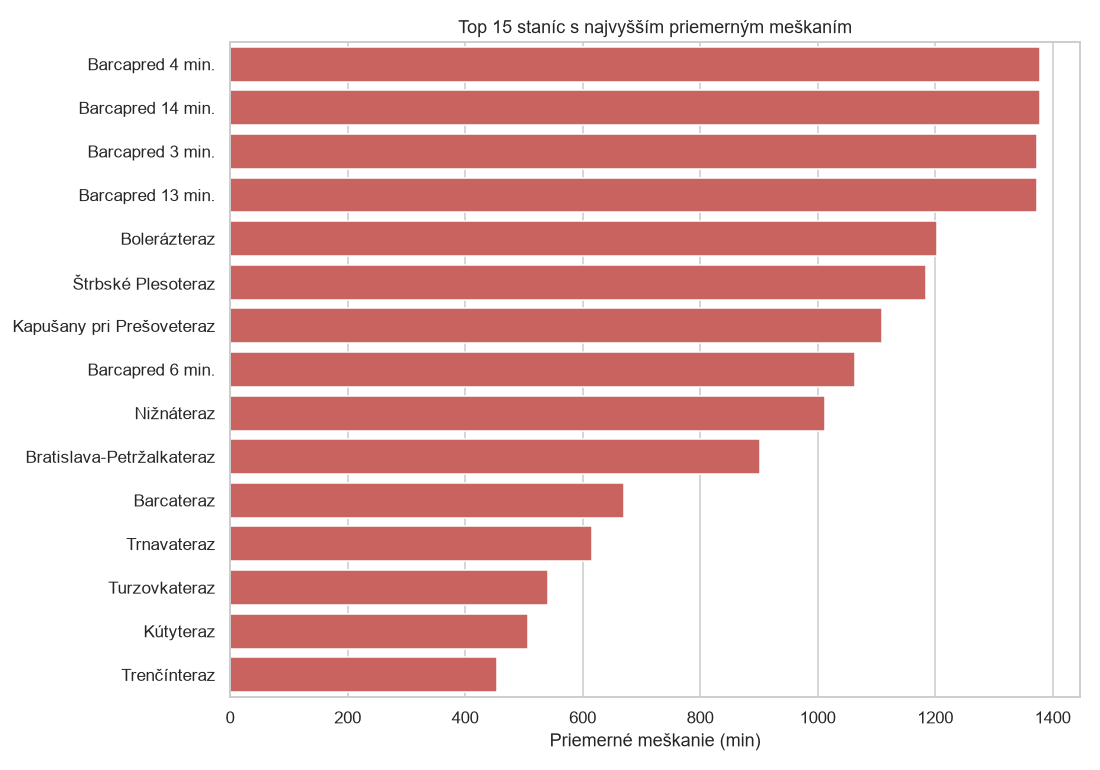 Top 15 staníc s najvyšším priemerným meškaním
Barcapred 4 min.
Barcapred 14 min.
Barcapred 3 min.
Barcapred 13 min.
Bolerázteraz
Štrbské Plesoteraz
Kapušany pri Prešoveteraz
Barcapred 6 min.
Nižnáteraz
Bratislava-Petržalkateraz
Barcateraz
Trnavateraz
Turzovkateraz
Kútyteraz
Trenčínteraz
0 200 400 600 800 1000 1200 1400
Priemerné meškanie (min)